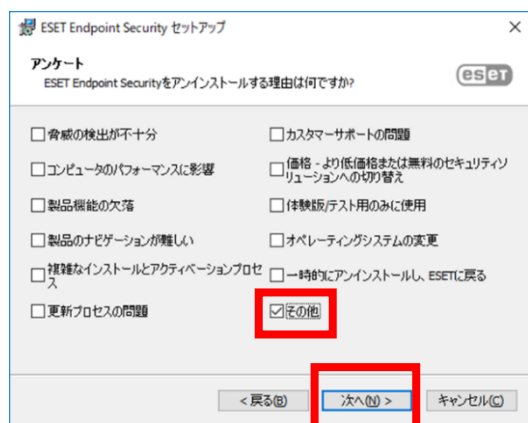 ESET Endpoint Security セットアップ
アンケート
ESET Endpoint Securityをアンインストールする理由は何ですか?
eset
脅威の検出が不十分
カスタマーサポートの問題
コンピュータのパフォーマンスに影響
価格 - より低価格または無料のセキュリティソ
リューションへの切り替え
製品機能の欠落
体験版/テスト用のみに使用
製品のナビゲーションが難しい
オペレーティングシステムの変更
複雑なインストールとアクティベーションプロセ
ス
一時的にアンインストールし、ESETに戻る
更新プロセスの問題
その他
< 戻る(B)
次へ(N) >
キャンセル(C)